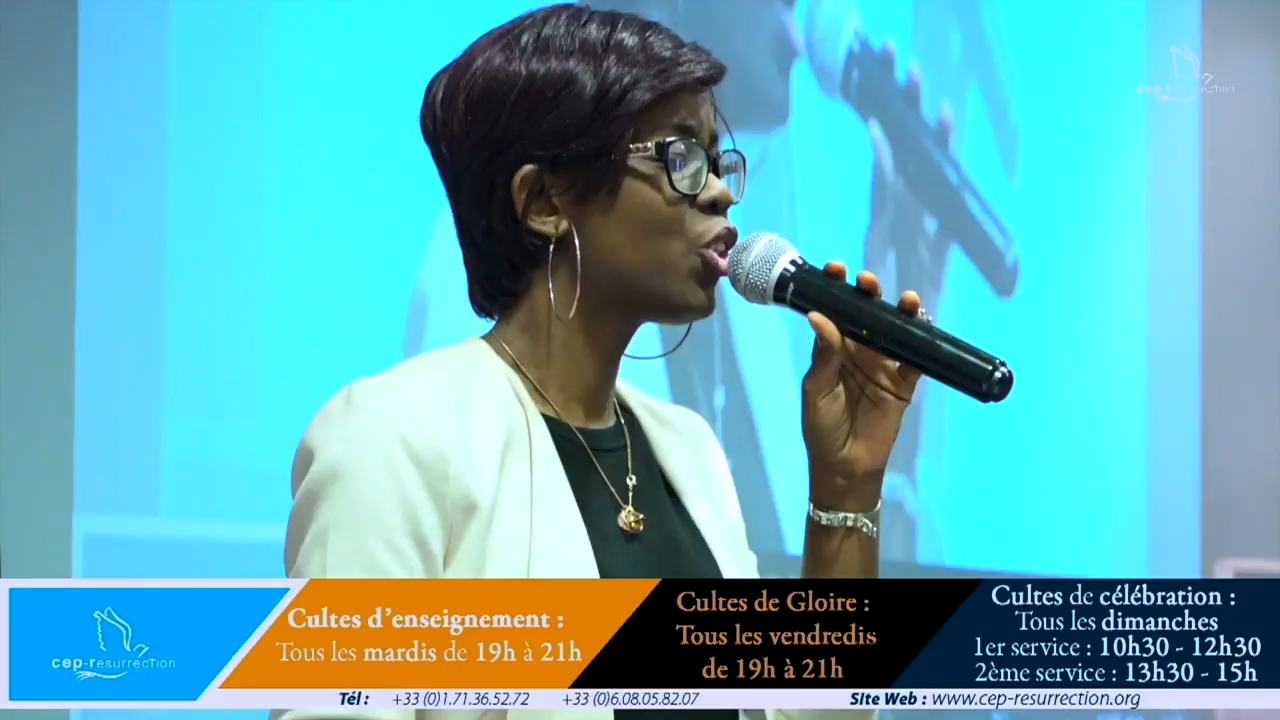 cep-resurrection
cep-resurrection
Cultes d'enseignement :
Tous les mardis de 19h à 21h
Cultes de Gloire :
Tous les vendredis
de 19h à 21h
Cultes de célébration :
Tous les dimanches
1er service : 10h30 - 12h30
2ème service : 13h30 - 15h
Tél : +33 (0)1.71.36.52.72 +33 (0)6.08.05.82.07 Site Web : www.cep-resurrection.org